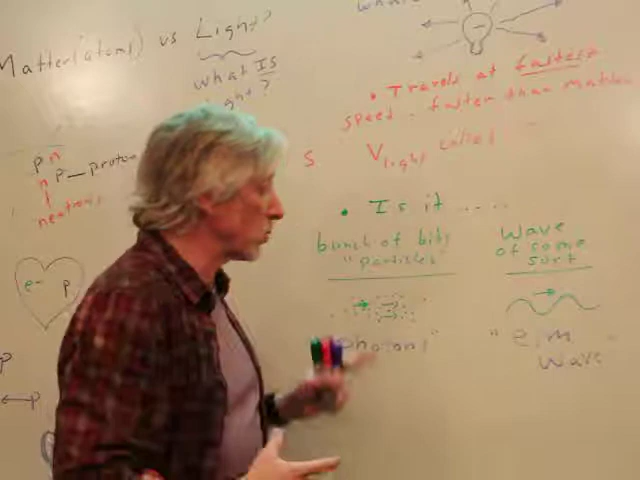 Matter (atoms) vs Light?
what IS
• Travels at fastest
speed. faster than matter
V light called
p n
n p - proton
neutrons
• Is it .....
bunch of bits
"particles"
wave
of some
sort
e- p
photons"
" e/m
wave
p
p